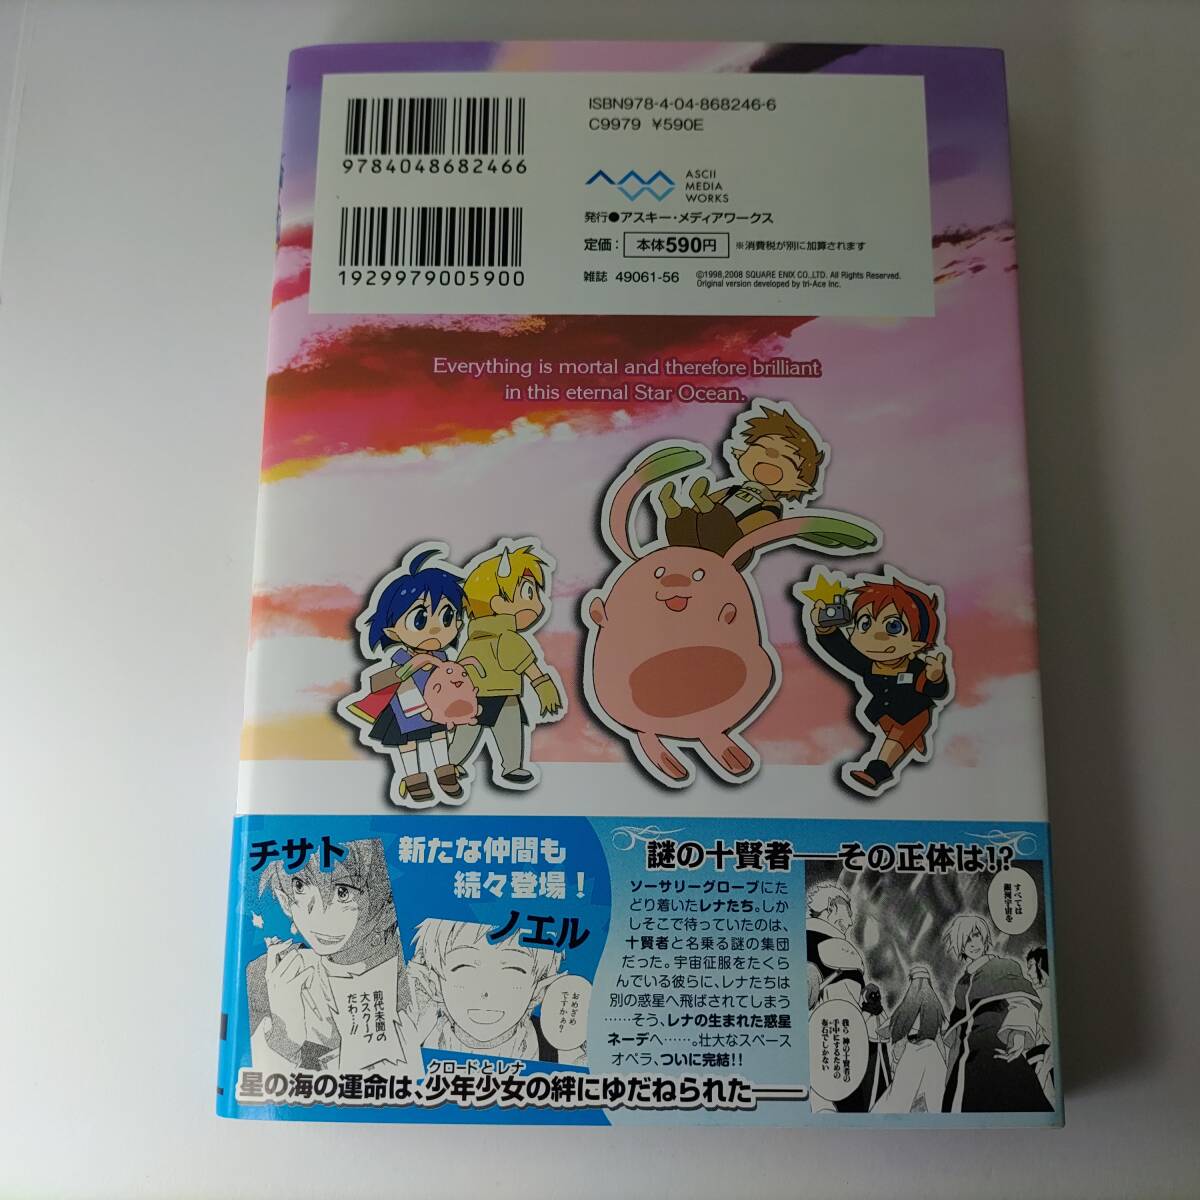 ISBN978-4-04-868246-6
C9979 ¥590E
9784048682466
ASCII
MEDIA
WORKS
発行●アスキー・メディアワークス
定価： 本体590円 ※消費税が別に加算されます
1929979005900
雑誌 49061-56
©1998,2008 SQUARE ENIX CO.,LTD. All Rights Reserved.
Original version developed by tri-Ace Inc.
Everything is mortal and therefore brilliant
in this eternal Star Ocean.
チサト
新たな仲間も
続々登場！
ノエル
前代未聞の
大スクープ
だわ…!!
おめざめ
ですかぁ?
謎の十賢者──その正体は!?
ソーサリーグローブにた
どり着いたレナたち。しか
しそこで待っていたのは、
十賢者と名乗る謎の集団
だった。宇宙征服をたくら
んでいる彼らに、レナたちは
別の惑星へ飛ばされてしまう
……そう、レナの生まれた惑星
ネーデへ……。壮大なスペース
オペラ、ついに完結!!
すべては
銀河宇宙を
我ら 神の十賢者の
手中にするための
布石でしかない
クロードとレナ
星の海の運命は、少年少女の絆にゆだねられた──